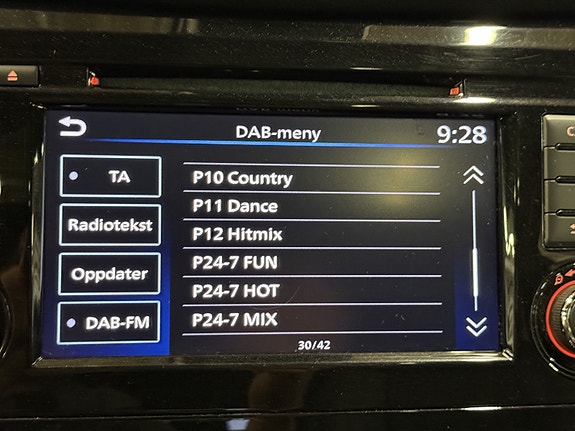 DAB-meny
9:28
TA
Radiotekst
Oppdater
DAB-FM
P10 Country
P11 Dance
P12 Hitmix
P24-7 FUN
P24-7 HOT
P24-7 MIX
30/42